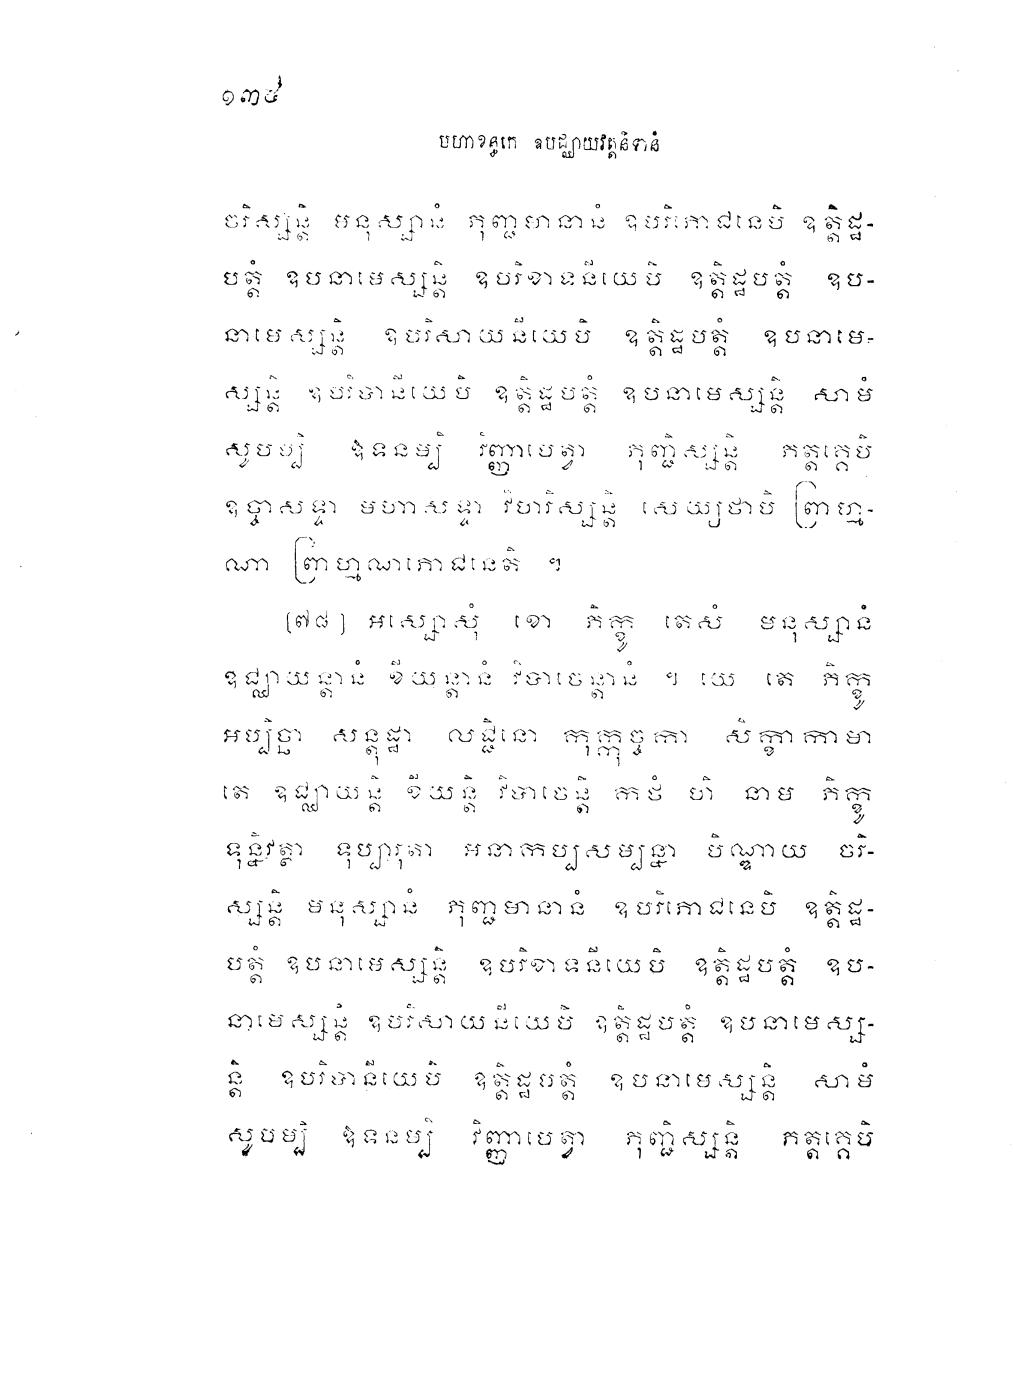 ១៣៤
មហាខន្ធកេ ឧបជ្ឈាយវត្តនិទានំ
ចរិស្សន្តិ មនុស្សានំ ភុញ្ជមានានំ ឧបរិភោជនេបិ ឧត្តិដ្ឋ-
បត្តំ ឧបនាមេស្សន្តិ ឧបរិខាទនីយេបិ ឧត្តិដ្ឋបត្តំ ឧប-
នាមេស្សន្តិ ឧបរិសាយនីយេបិ ឧត្តិដ្ឋបត្តំ ឧបនាមេ-
ស្សន្តិ ឧបរិបានីយេបិ ឧត្តិដ្ឋបត្តំ ឧបនាមេស្សន្តិ សាមំ
សូបម្បិ ឱទនម្បិ វិញ្ញាបេត្វា ភុញ្ជិស្សន្តិ ភត្តគ្គេបិ
ឧច្ចាសទ្ទា មហាសទ្ទា វិហរិស្សន្តិ សេយ្យថាបិ ព្រាហ្ម-
ណា ព្រាហ្មណភោជនេតិ ។
[៧៨] អស្សោសុំ ខោ ភិក្ខូ តេសំ មនុស្សានំ
ឧជ្ឈាយន្តានំ ខីយន្តានំ វិបាចេន្តានំ ។ យេ តេ ភិក្ខូ
អប្បិច្ឆា សន្តុដ្ឋា លជ្ជិនោ កុក្កុច្ចកា សិក្ខាកាមា
តេ ឧជ្ឈាយន្តិ ខីយន្តិ វិបាចេន្តិ កថំ ហិ នាម ភិក្ខូ
ទុន្និវត្ថា ទុប្បារុតា អនាកប្បសម្បន្នា បិណ្ឌាយ ចរិ-
ស្សន្តិ មនុស្សានំ ភុញ្ជមានានំ ឧបរិភោជនេបិ ឧត្តិដ្ឋ-
បត្តំ ឧបនាមេស្សន្តិ ឧបរិខាទនីយេបិ ឧត្តិដ្ឋបត្តំ ឧប-
នាមេស្សន្តិ ឧបរិសាយនីយេបិ ឧត្តិដ្ឋបត្តំ ឧបនាមេស្ស-
ន្តិ ឧបរិបានីយេបិ ឧត្តិដ្ឋបត្តំ ឧបនាមេស្សន្តិ សាមំ
សូបម្បិ ឱទនម្បិ វិញ្ញាបេត្វា ភុញ្ជិស្សន្តិ ភត្តគ្គេបិ